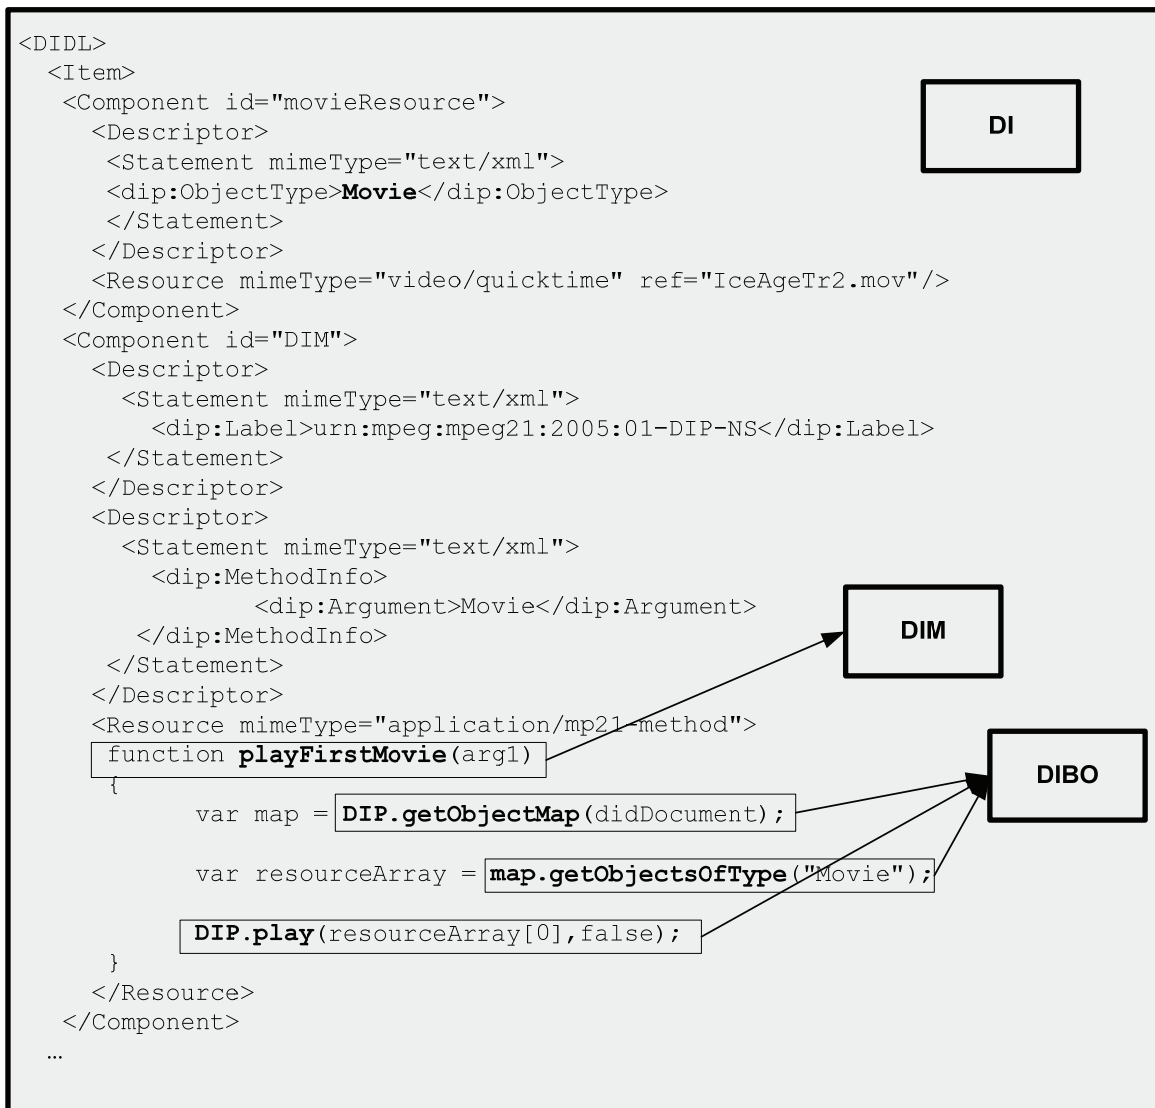 <DIDL>
<Item>
<Component id="movieResource">
<Descriptor>
DI
<Statement mimeType="text/xml">
<dip:ObjectType>Movie</dip:ObjectType>
</Statement>
</Descriptor>
<Resource mimeType="video/quicktime" ref="IceAgeTr2.mov"/>
</Component>
<Component id="DIM">
<Descriptor>
<Statement mimeType="text/xml">
<dip:Label>urn:mpeg:mpeg21:2005:01-DIP-NS</dip:Label>
</Statement>
</Descriptor>
<Descriptor>
<Statement mimeType="text/xml">
<dip:MethodInfo>
<dip:Argument>Movie</dip:Argument>
</dip:MethodInfo>
DIM
</Statement>
</Descriptor>
<Resource mimeType="application/mp21-method">
function playFirstMovie(arg1)
DIBO
{
var map = DIP.getObjectMap(didDocument);
var resourceArray = map.getObjectsOfType("Movie");
DIP.play(resourceArray[0],false);
}
</Resource>
</Component>
…